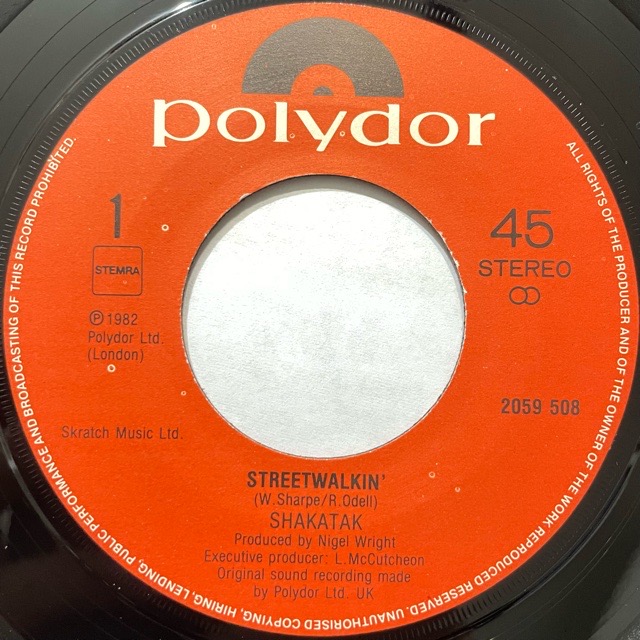 polydor
1
STEMRA
℗ 1982
Polydor Ltd.
(London)
Skratch Music Ltd.
45
STEREO
2059 508
STREETWALKIN'
(W. Sharpe/R. Odell)
SHAKATAK
Produced by Nigel Wright
Executive producer: L. McCutcheon
Original sound recording made
by Polydor Ltd. UK
ALL RIGHTS OF THE PRODUCER AND OF THE OWNER OF THE WORK REPRODUCED RESERVED. UNAUTHORISED COPYING, HIRING, LENDING, PUBLIC PERFORMANCE AND BROADCASTING OF THIS RECORD PROHIBITED.